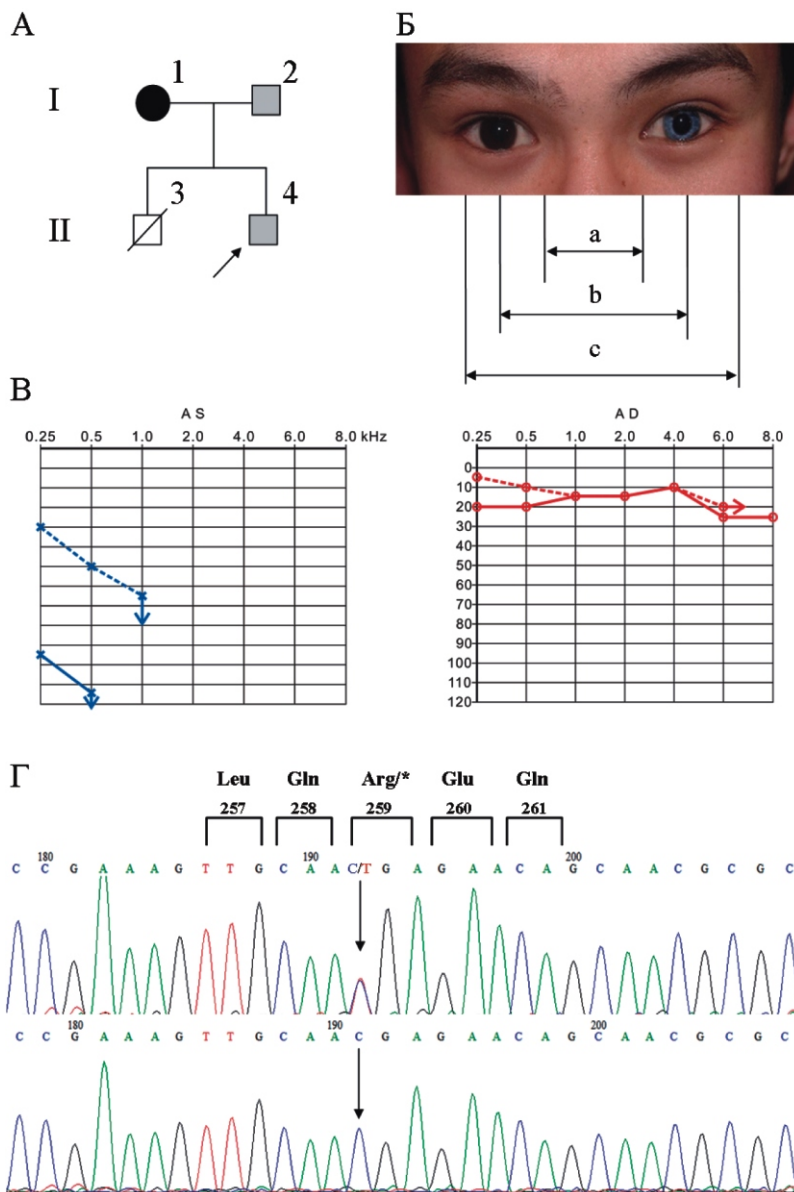 А
Б
1
2
I
3
4
II
a
b
c
В
A S
0.25 0.5 1.0 2.0 4.0 6.0 8.0 kHz
A D
0.25 0.5 1.0 2.0 4.0 6.0 8.0
0
10
20
30
40
50
60
70
80
90
100
110
120
Г
Leu Gln Arg/* Glu Gln
257 258 259 260 261
180 190 200
C C G A A A G T T G C A A C/T G A G A A C A G C A A C G C G C
180 190 200
C C G A A A G T T G C A A C G A G A A C A G C A A C G C G C